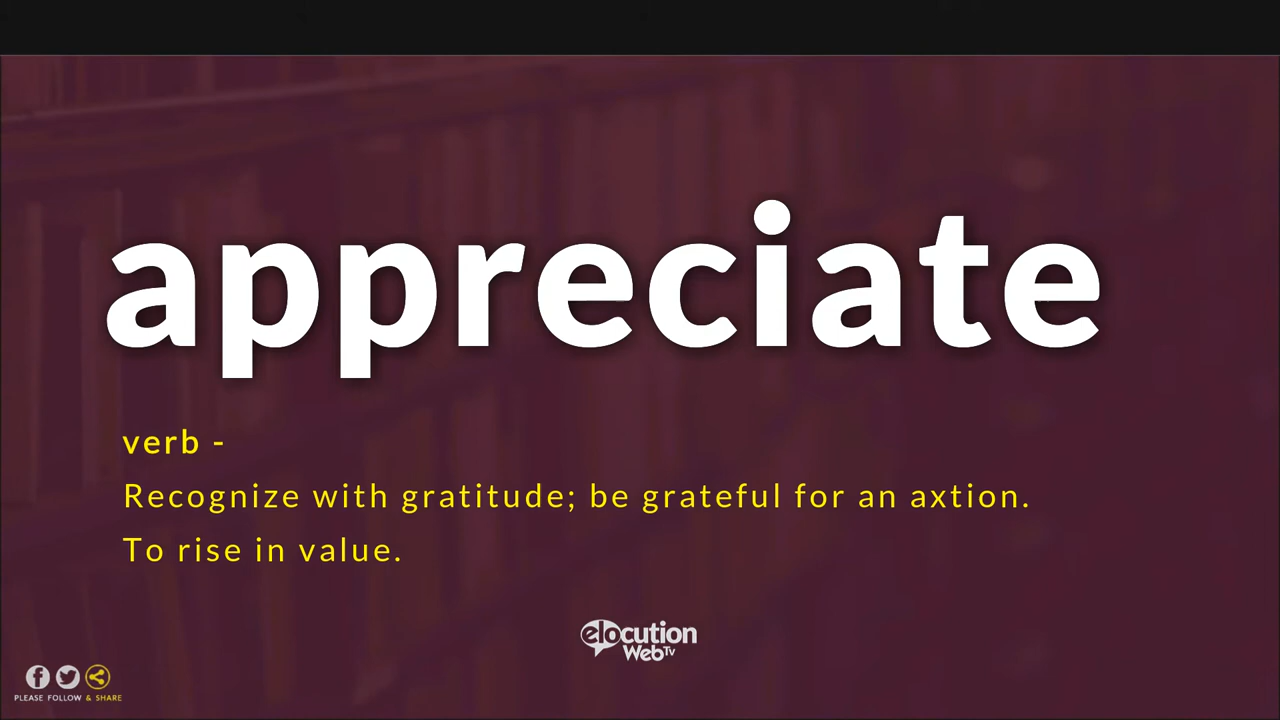 appreciate
verb -
Recognize with gratitude; be grateful for an axtion.
To rise in value.
elocution
WebTv
PLEASE FOLLOW & SHARE